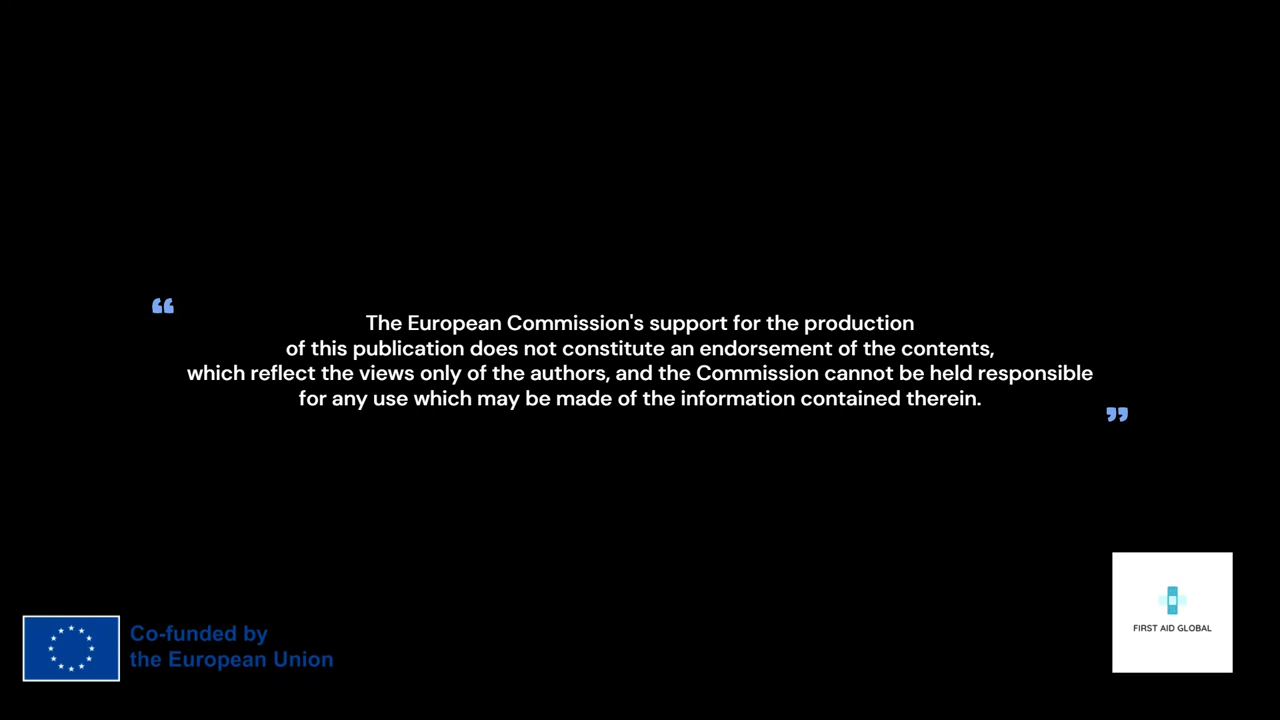 “
The European Commission's support for the production
of this publication does not constitute an endorsement of the contents,
which reflect the views only of the authors, and the Commission cannot be held responsible
for any use which may be made of the information contained therein.
”
Co-funded by
the European Union
FIRST AID GLOBAL